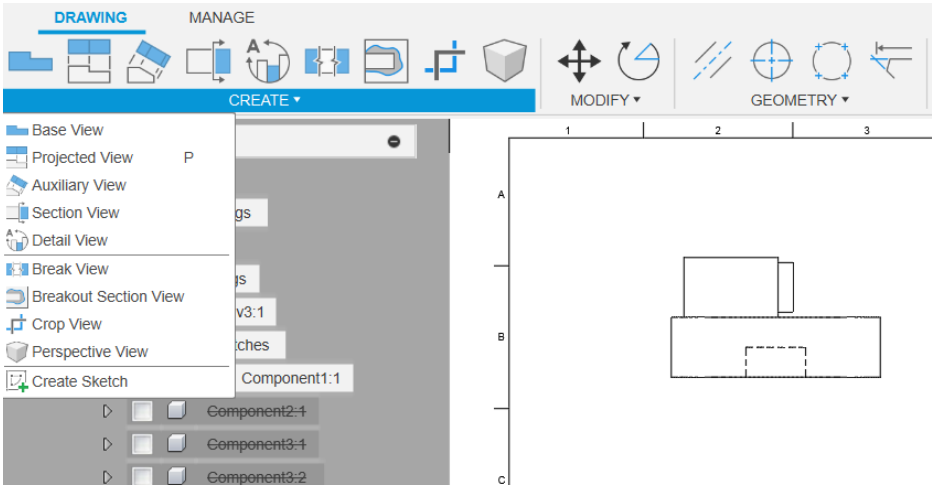 DRAWING MANAGE
CREATE ▾ MODIFY ▾ GEOMETRY ▾
Base View
Projected View P
Auxiliary View
Section View
Detail View
Break View
Breakout Section View
Crop View
Perspective View
Create Sketch
gs
gs
v3:1
tches
Component1:1
Component2:1
Component3:1
Component3:2
1 2 3
A
B
C
A